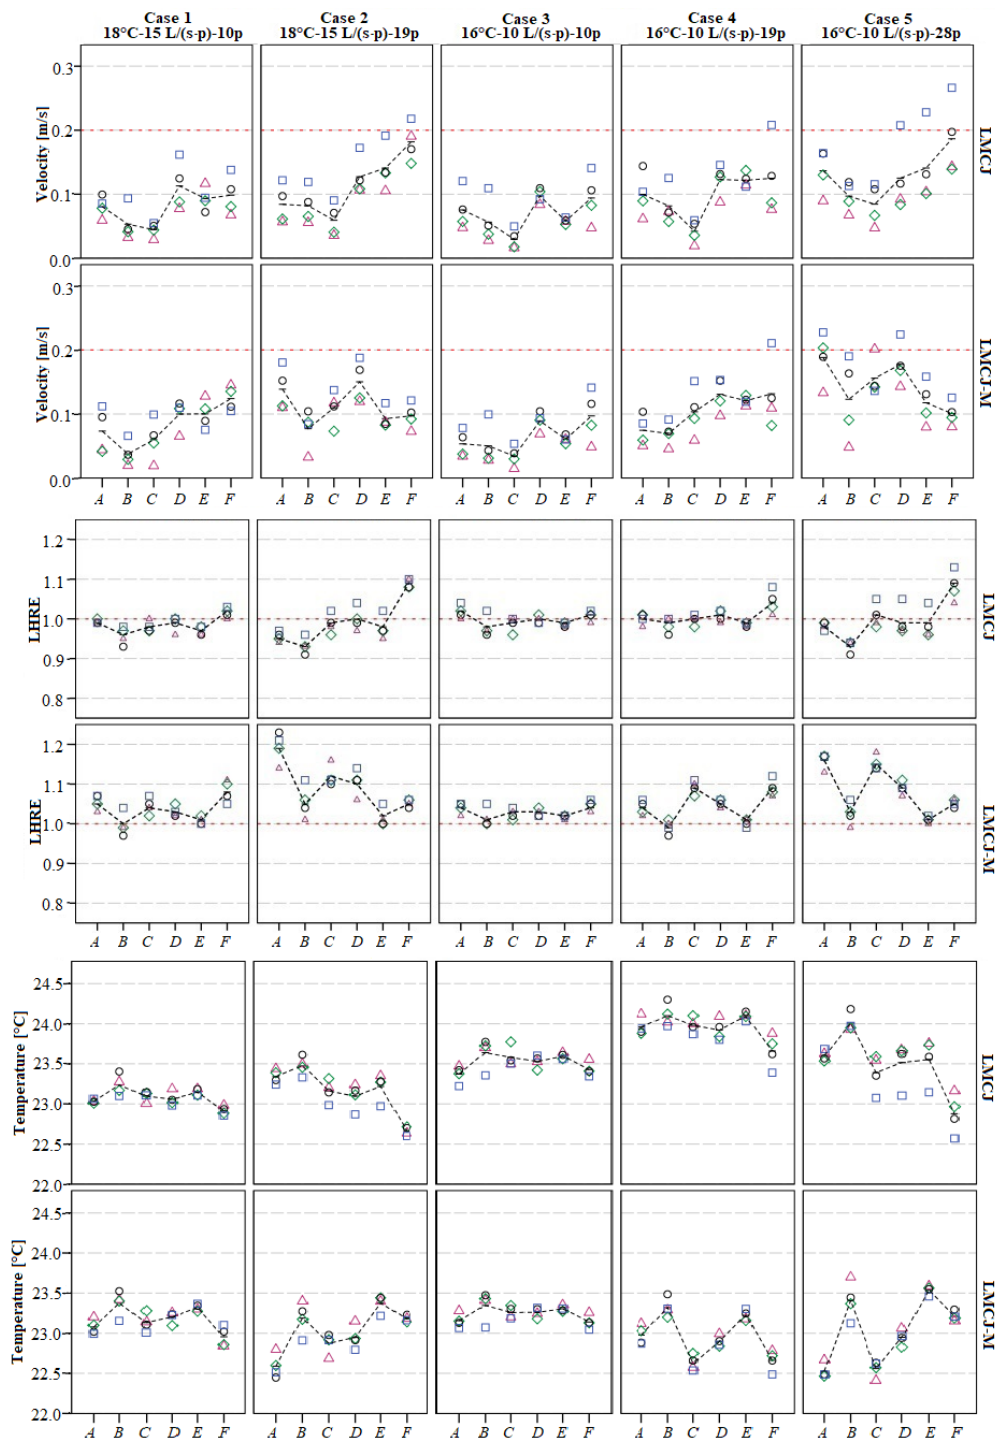 Case 1 Case 2 Case 3 Case 4 Case 5
18°C-15 L/(s-p)-10p 18°C-15 L/(s-p)-19p 16°C-10 L/(s-p)-10p 16°C-10 L/(s-p)-19p 16°C-10 L/(s-p)-28p
Velocity [m/s]
0.3
0.2
0.1
0.0
LMCJ
Velocity [m/s]
0.3
0.2
0.1
0.0
LMCJ-M
A B C D E F A B C D E F A B C D E F A B C D E F A B C D E F
LHRE
1.2
1.1
1.0
0.9
0.8
LMCJ
LHRE
1.2
1.1
1.0
0.9
0.8
LMCJ-M
A B C D E F A B C D E F A B C D E F A B C D E F A B C D E F
Temperature [°C]
24.5
24.0
23.5
23.0
22.5
22.0
LMCJ
Temperature [°C]
24.5
24.0
23.5
23.0
22.5
22.0
LMCJ-M
A B C D E F A B C D E F A B C D E F A B C D E F A B C D E F